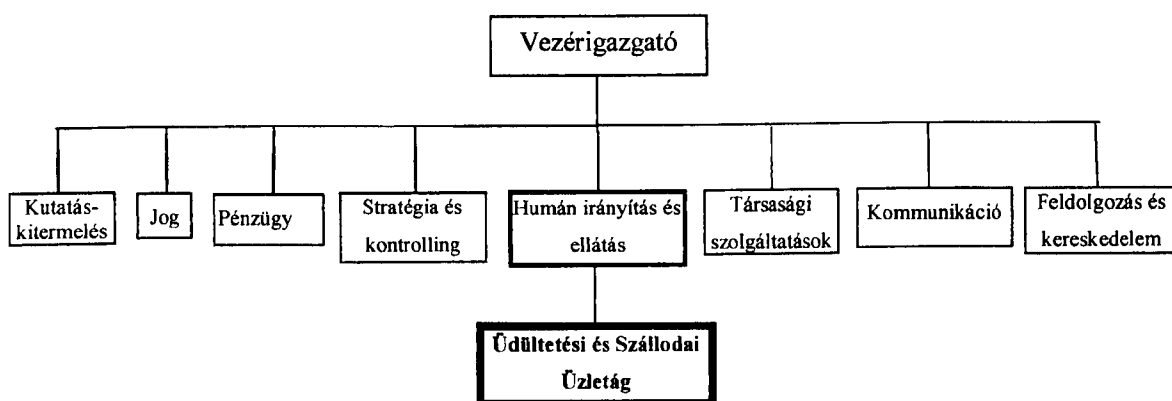 Vezérigazgató
Kutatás-
kitermelés
Jog
Pénzügy
Stratégia és
kontrolling
Humán irányítás és
ellátás
Társasági
szolgáltatások
Kommunikáció
Feldolgozás és
kereskedelem
Üdültetési és Szállodai
Üzletág